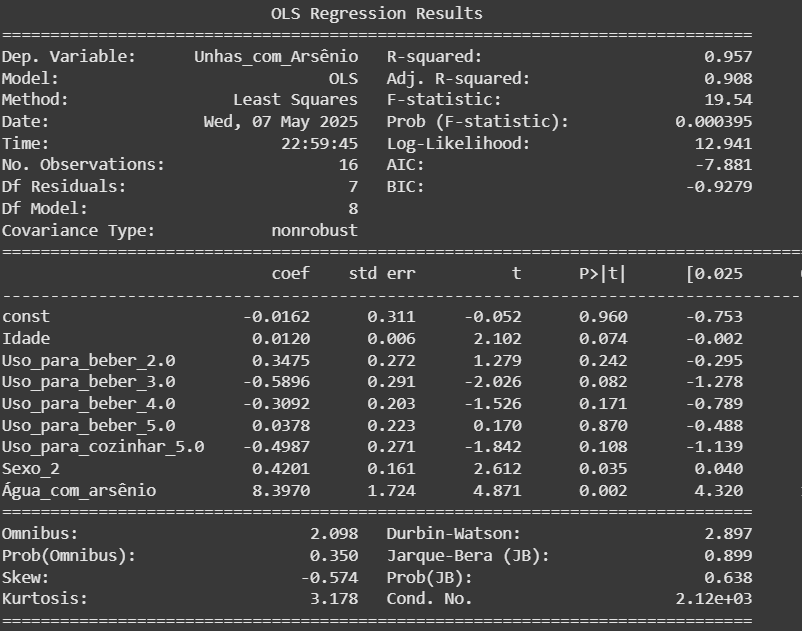 OLS Regression Results
==============================================================================
Dep. Variable: Unhas_com_Arsênio R-squared: 0.957
Model: OLS Adj. R-squared: 0.908
Method: Least Squares F-statistic: 19.54
Date: Wed, 07 May 2025 Prob (F-statistic): 0.000395
Time: 22:59:45 Log-Likelihood: 12.941
No. Observations: 16 AIC: -7.881
Df Residuals: 7 BIC: -0.9279
Df Model: 8
Covariance Type: nonrobust
===================================================================================
coef std err t P>|t| [0.025
-----------------------------------------------------------------------------------
const -0.0162 0.311 -0.052 0.960 -0.753
Idade 0.0120 0.006 2.102 0.074 -0.002
Uso_para_beber_2.0 0.3475 0.272 1.279 0.242 -0.295
Uso_para_beber_3.0 -0.5896 0.291 -2.026 0.082 -1.278
Uso_para_beber_4.0 -0.3092 0.203 -1.526 0.171 -0.789
Uso_para_beber_5.0 0.0378 0.223 0.170 0.870 -0.488
Uso_para_cozinhar_5.0 -0.4987 0.271 -1.842 0.108 -1.139
Sexo_2 0.4201 0.161 2.612 0.035 0.040
Água_com_arsênio 8.3970 1.724 4.871 0.002 4.320
==============================================================================
Omnibus: 2.098 Durbin-Watson: 2.897
Prob(Omnibus): 0.350 Jarque-Bera (JB): 0.899
Skew: -0.574 Prob(JB): 0.638
Kurtosis: 3.178 Cond. No. 2.12e+03
==============================================================================